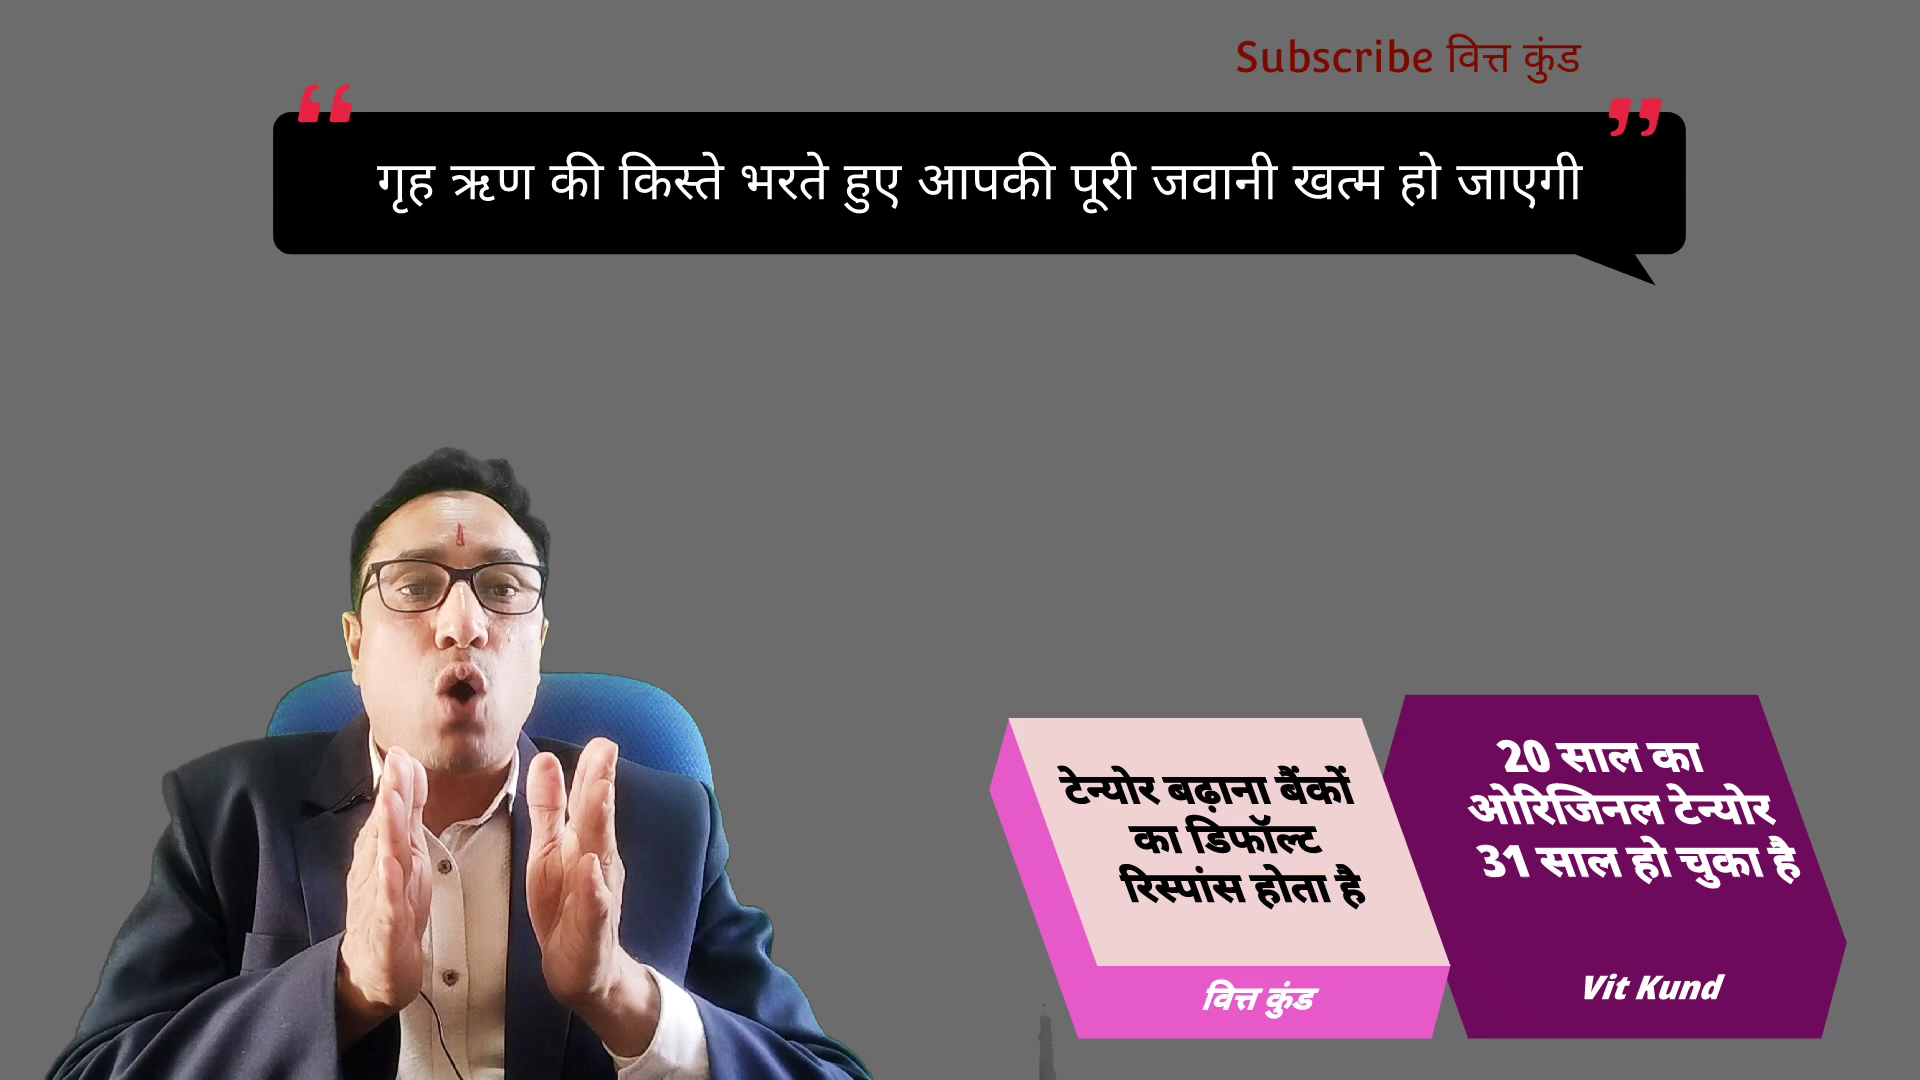 Subscribe वित्त कुंड
“ ”
गृह ऋण की किस्ते भरते हुए आपकी पूरी जवानी खत्म हो जाएगी
टेन्योर बढ़ाना बैंकों
का डिफॉल्ट
रिस्पांस होता है
वित्त कुंड
20 साल का
ओरिजिनल टेन्योर
31 साल हो चुका है
Vit Kund